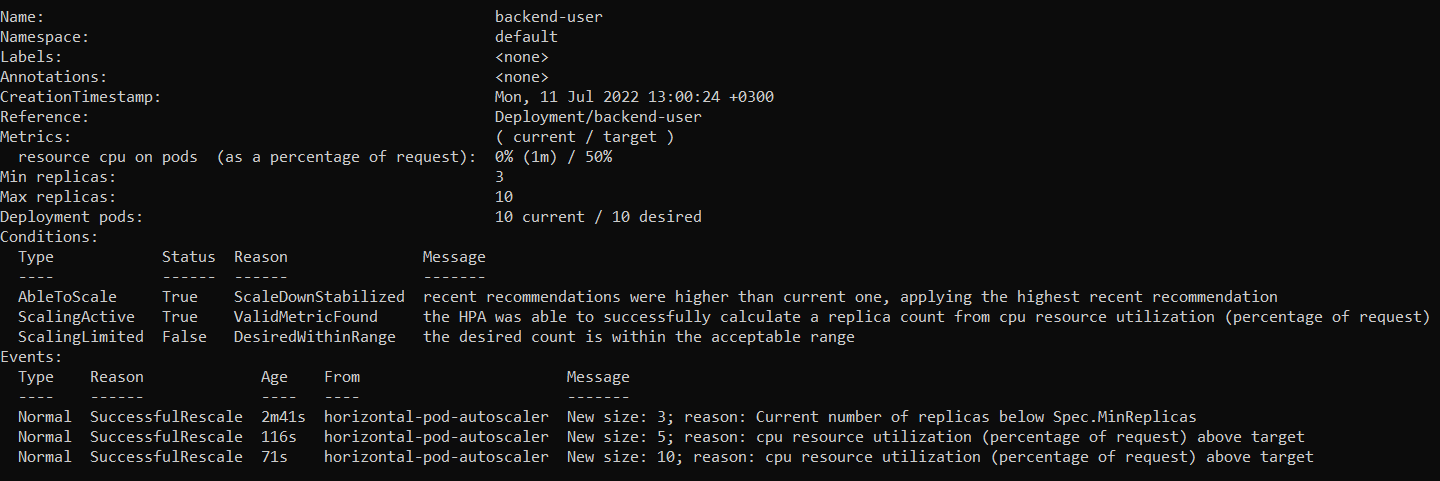 Name: backend-user
Namespace: default
Labels: <none>
Annotations: <none>
CreationTimestamp: Mon, 11 Jul 2022 13:00:24 +0300
Reference: Deployment/backend-user
Metrics: ( current / target )
  resource cpu on pods  (as a percentage of request):  0% (1m) / 50%
Min replicas: 3
Max replicas: 10
Deployment pods: 10 current / 10 desired
Conditions:
  Type            Status  Reason              Message
  ----            ------  ------              -------
  AbleToScale     True    ScaleDownStabilized  recent recommendations were higher than current one, applying the highest recent recommendation
  ScalingActive   True    ValidMetricFound    the HPA was able to successfully calculate a replica count from cpu resource utilization (percentage of request)
  ScalingLimited  False   DesiredWithinRange  the desired count is within the acceptable range
Events:
  Type    Reason             Age    From                       Message
  ----    ------             ----   ----                       -------
  Normal  SuccessfulRescale  2m41s  horizontal-pod-autoscaler  New size: 3; reason: Current number of replicas below Spec.MinReplicas
  Normal  SuccessfulRescale  116s   horizontal-pod-autoscaler  New size: 5; reason: cpu resource utilization (percentage of request) above target
  Normal  SuccessfulRescale  71s    horizontal-pod-autoscaler  New size: 10; reason: cpu resource utilization (percentage of request) above target